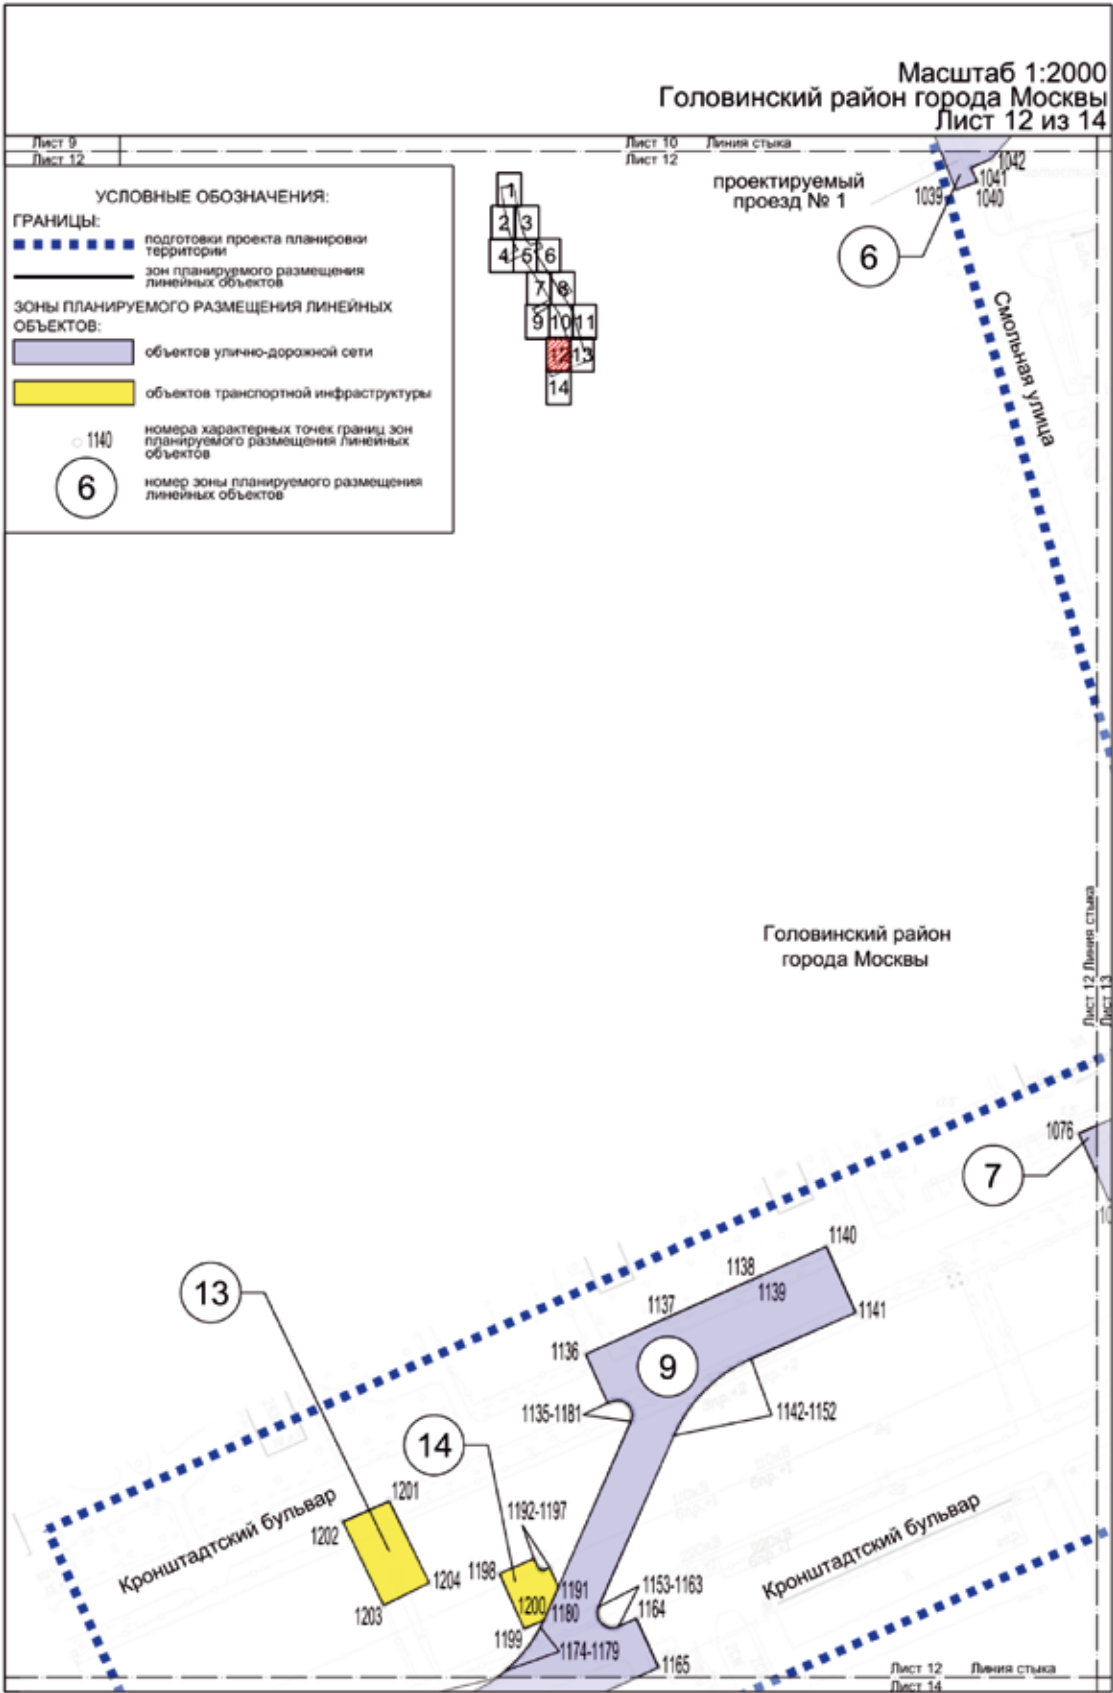 Масштаб 1:2000
Головинский район города Москвы
Лист 12 из 14
Лист 9
Лист 12
Лист 10 Линия стыка
Лист 12
УСЛОВНЫЕ ОБОЗНАЧЕНИЯ:
ГРАНИЦЫ:
подготовки проекта планировки
территории
зон планируемого размещения
линейных объектов
ЗОНЫ ПЛАНИРУЕМОГО РАЗМЕЩЕНИЯ ЛИНЕЙНЫХ
ОБЪЕКТОВ:
объектов улично-дорожной сети
объектов транспортной инфраструктуры
1140
номера характерных точек границ зон
планируемого размещения линейных
объектов
6
номер зоны планируемого размещения
линейных объектов
1
2 3
4 5 6
7 8
9 10 11
12 13
14
проектируемый
проезд № 1
1039
1042
1041
1040
6
Смольная улица
Головинский район
города Москвы
Лист 12 Линия стыка
Лист 13
1076
7
10
1140
1138
1139
1137
1141
1136
9
13
1135-1181
1142-1152
14
1201
1202
Кронштадтский бульвар
1192-1197
1198
1204
1203
1191
1200
1180
1199
1174-1179
1153-1163
1164
1165
Кронштадтский бульвар
Лист 12 Линия стыка
Лист 14